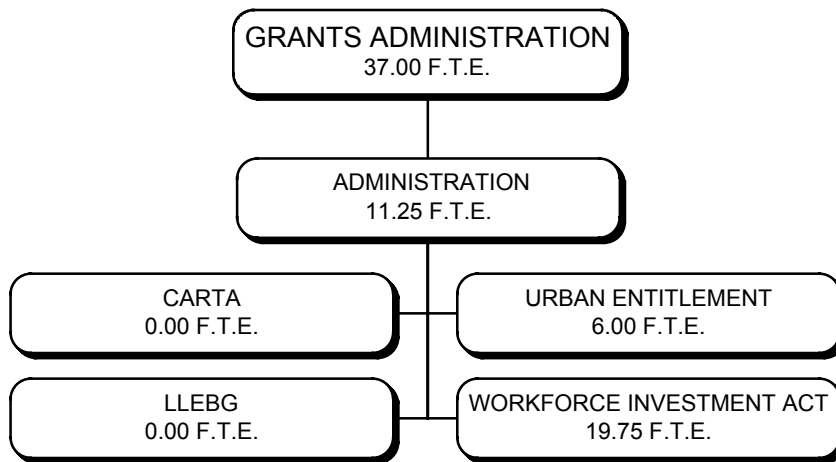 GRANTS ADMINISTRATION
37.00 F.T.E.
ADMINISTRATION
11.25 F.T.E.
CARTA
0.00 F.T.E.
URBAN ENTITLEMENT
6.00 F.T.E.
LLEBG
0.00 F.T.E.
WORKFORCE INVESTMENT ACT
19.75 F.T.E.